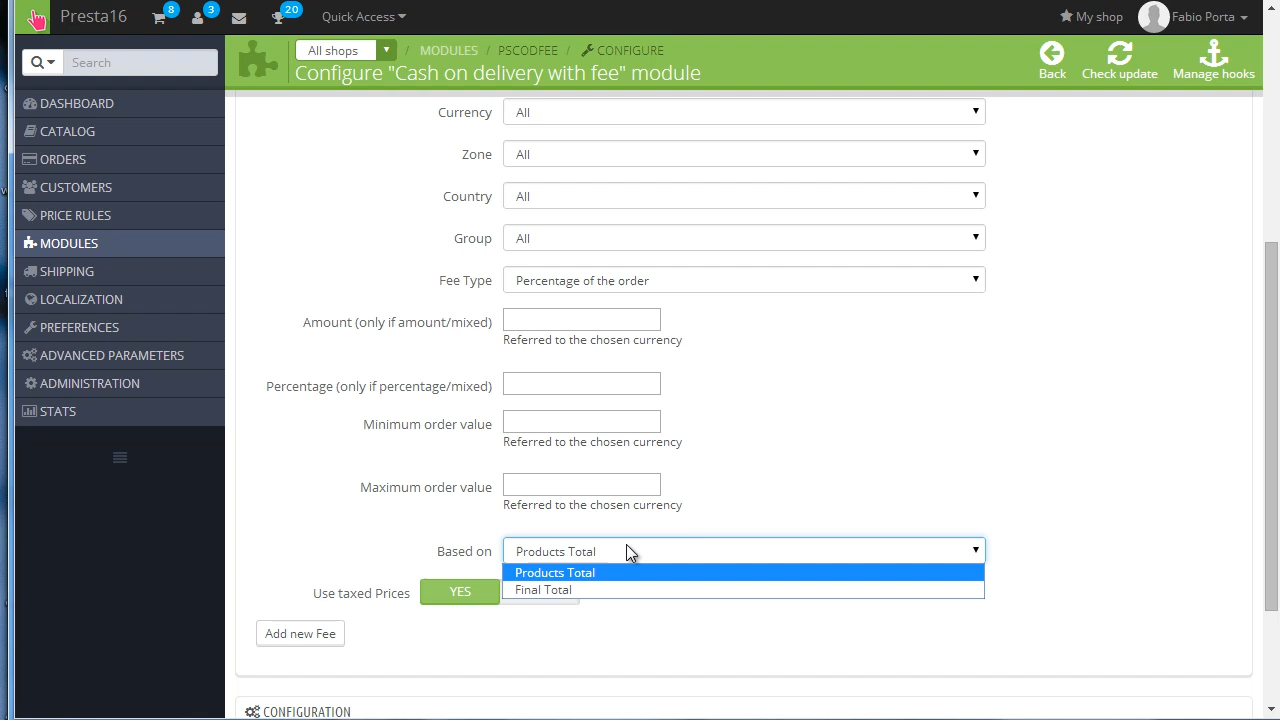 Presta16
8
3
20
Quick Access
My shop
Fabio Porta
Search
All shops
/ MODULES / PSCODFEE / CONFIGURE
Configure "Cash on delivery with fee" module
Back
Check update
Manage hooks
DASHBOARD
CATALOG
ORDERS
CUSTOMERS
PRICE RULES
MODULES
SHIPPING
LOCALIZATION
PREFERENCES
ADVANCED PARAMETERS
ADMINISTRATION
STATS
Currency All
Zone All
Country All
Group All
Fee Type Percentage of the order
Amount (only if amount/mixed)
Referred to the chosen currency
Percentage (only if percentage/mixed)
Minimum order value
Referred to the chosen currency
Maximum order value
Referred to the chosen currency
Based on Products Total
Products Total
Final Total
Use taxed Prices YES
Add new Fee
CONFIGURATION